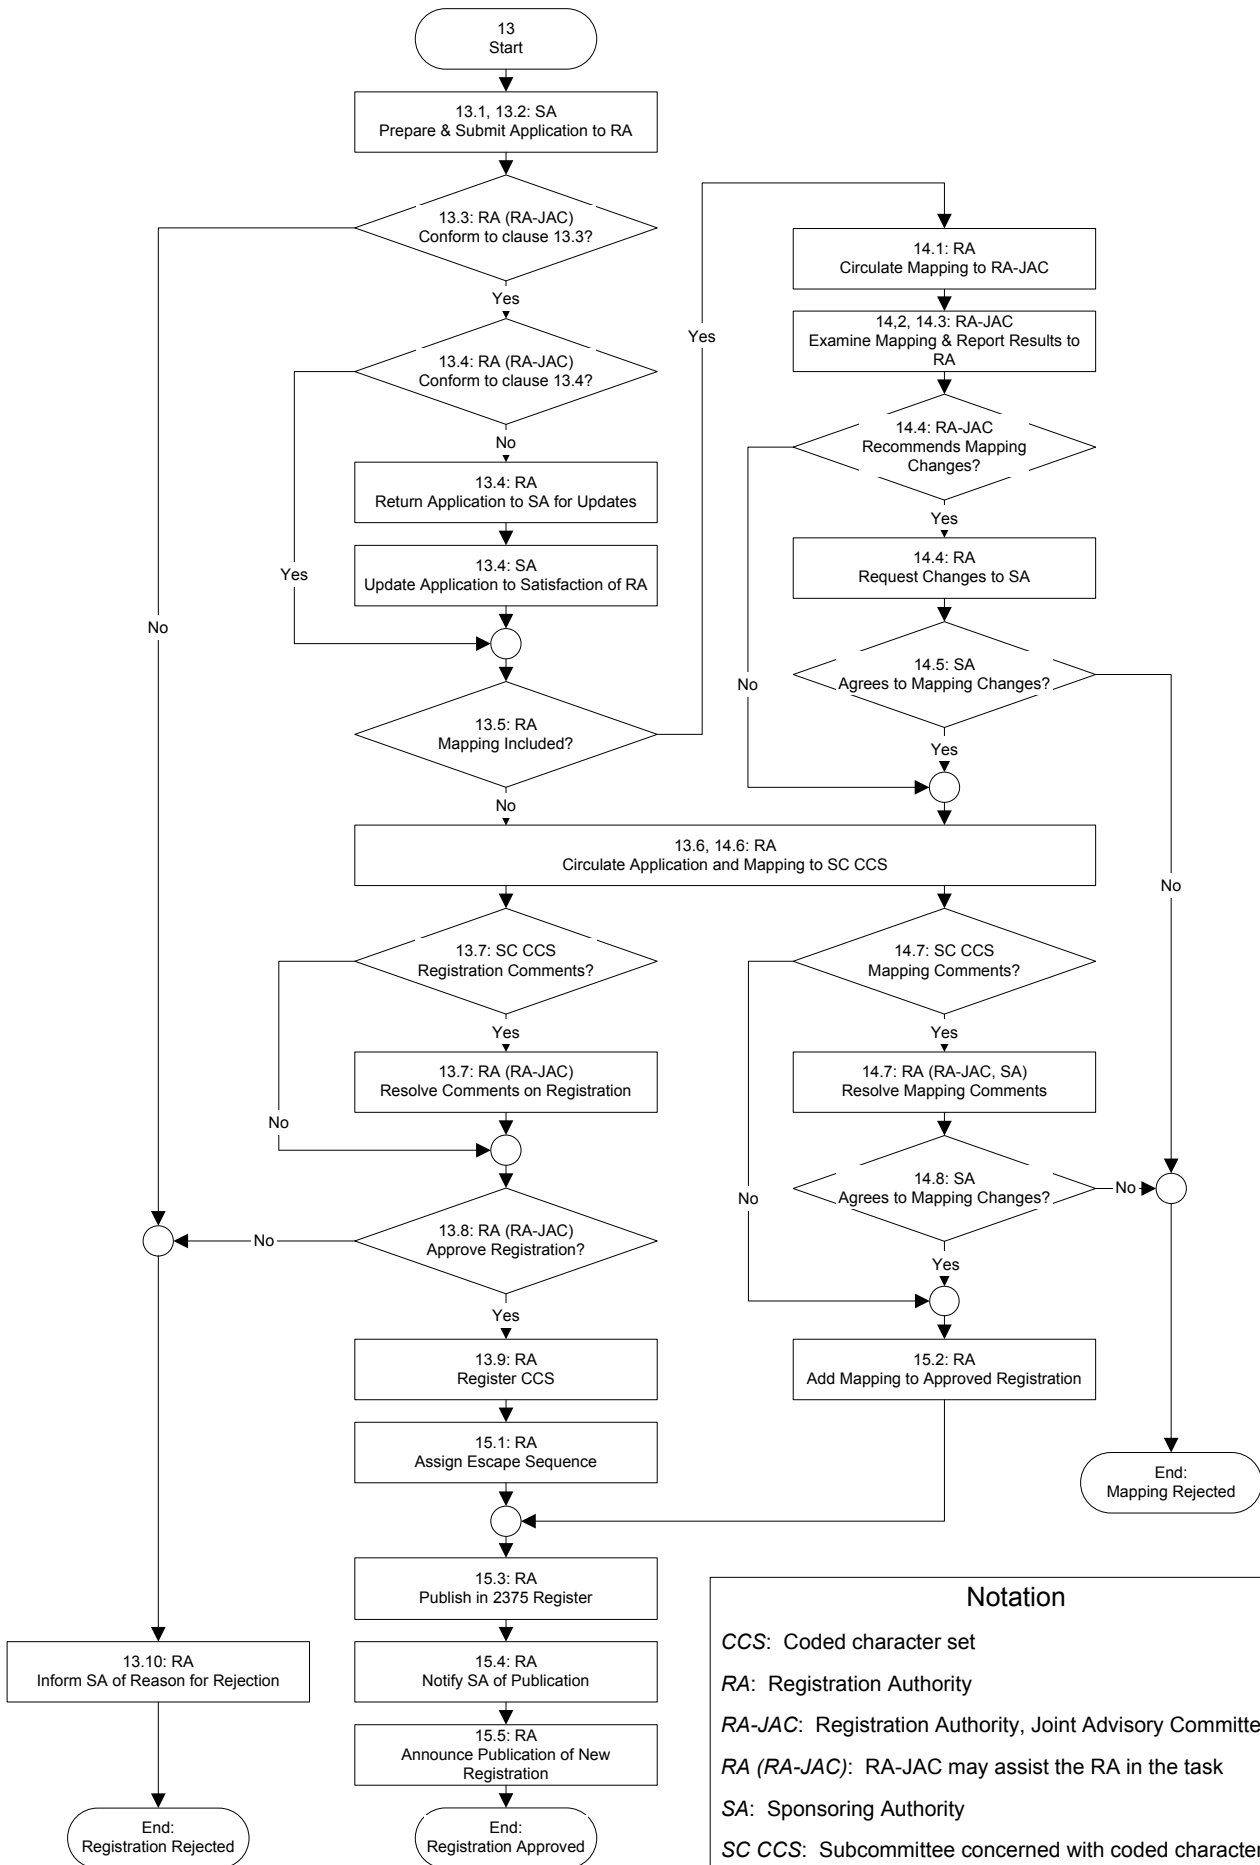 13
Start
13.1, 13.2: SA
Prepare & Submit Application to RA
13.3: RA (RA-JAC)
Conform to clause 13.3?
Yes
No
13.4: RA (RA-JAC)
Conform to clause 13.4?
No
Yes
13.4: RA
Return Application to SA for Updates
13.4: SA
Update Application to Satisfaction of RA
13.5: RA
Mapping Included?
Yes
No
14.1: RA
Circulate Mapping to RA-JAC
14,2, 14.3: RA-JAC
Examine Mapping & Report Results to
RA
14.4: RA-JAC
Recommends Mapping
Changes?
Yes
No
14.4: RA
Request Changes to SA
14.5: SA
Agrees to Mapping Changes?
Yes
No
13.6, 14.6: RA
Circulate Application and Mapping to SC CCS
13.7: SC CCS
Registration Comments?
Yes
No
13.7: RA (RA-JAC)
Resolve Comments on Registration
13.8: RA (RA-JAC)
Approve Registration?
No
Yes
14.7: SC CCS
Mapping Comments?
Yes
No
14.7: RA (RA-JAC, SA)
Resolve Mapping Comments
14.8: SA
Agrees to Mapping Changes?
No
Yes
13.9: RA
Register CCS
15.1: RA
Assign Escape Sequence
15.2: RA
Add Mapping to Approved Registration
End:
Mapping Rejected
15.3: RA
Publish in 2375 Register
15.4: RA
Notify SA of Publication
15.5: RA
Announce Publication of New
Registration
End:
Registration Approved
13.10: RA
Inform SA of Reason for Rejection
End:
Registration Rejected
Notation
CCS: Coded character set
RA: Registration Authority
RA-JAC: Registration Authority, Joint Advisory Committe
RA (RA-JAC): RA-JAC may assist the RA in the task
SA: Sponsoring Authority
SC CCS: Subcommittee concerned with coded character